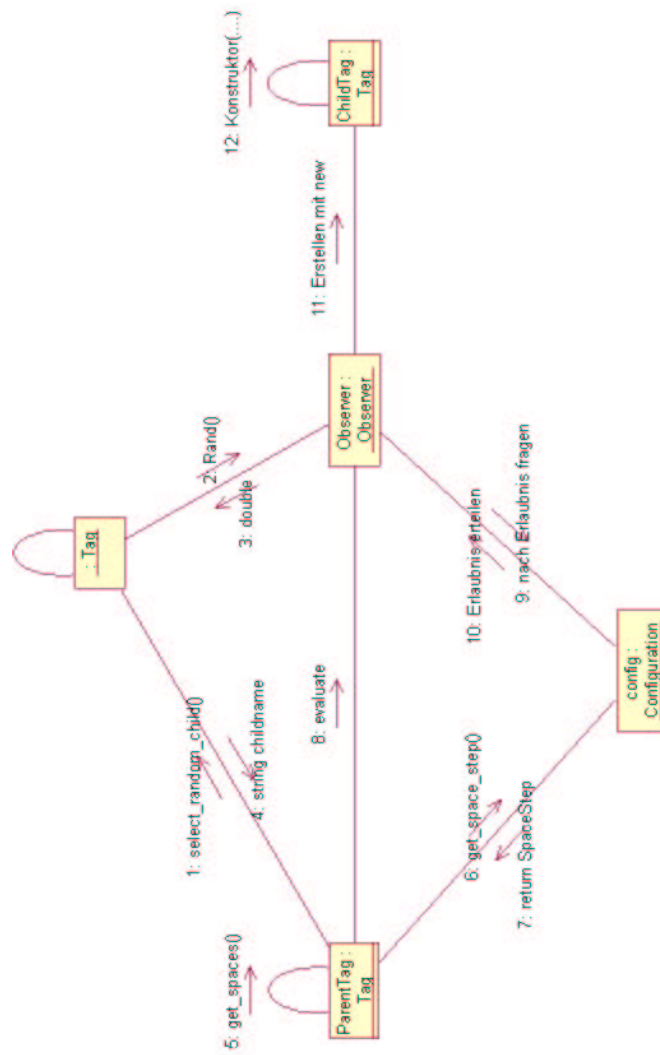 12: Konstruktor(....)
ChildTag :
Tag
11: Erstellen mit new
Observer :
Observer
2: Rand()
3: double
: Tag
10: Erlaubnis erteilen
9: nach Erlaubnis fragen
config :
Configuration
1: select_random_child()
4: string childname
8: evaluate
6: get_space_step()
7: return SpaceStep
5: get_spaces()
ParentTag :
Tag